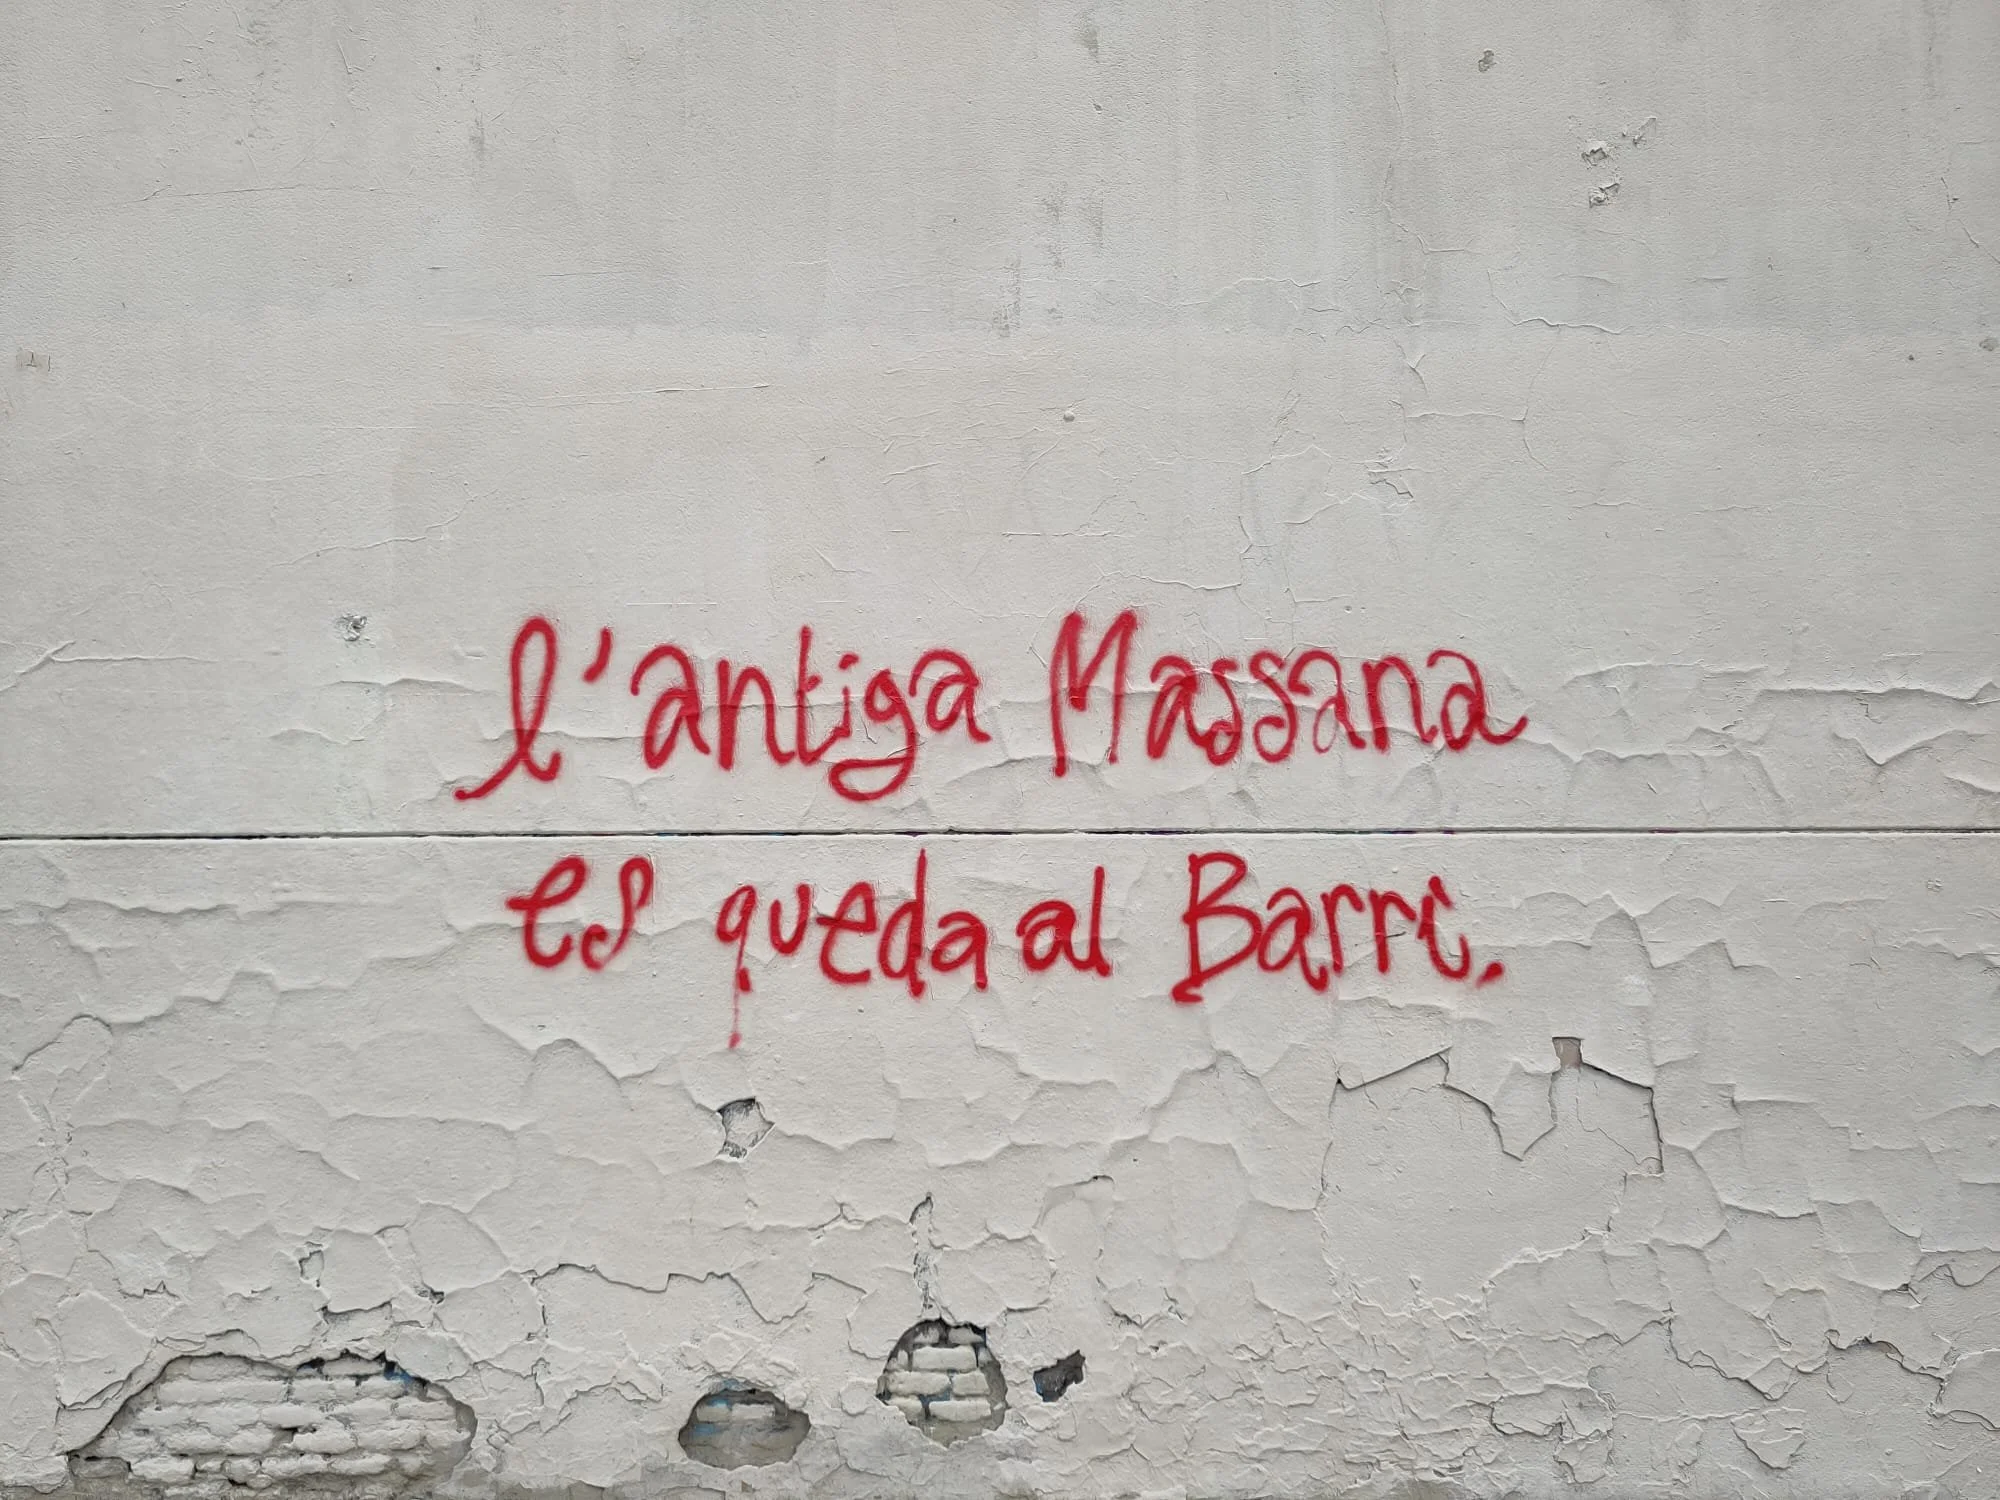 l'antiga Massana
es queda al Barri.